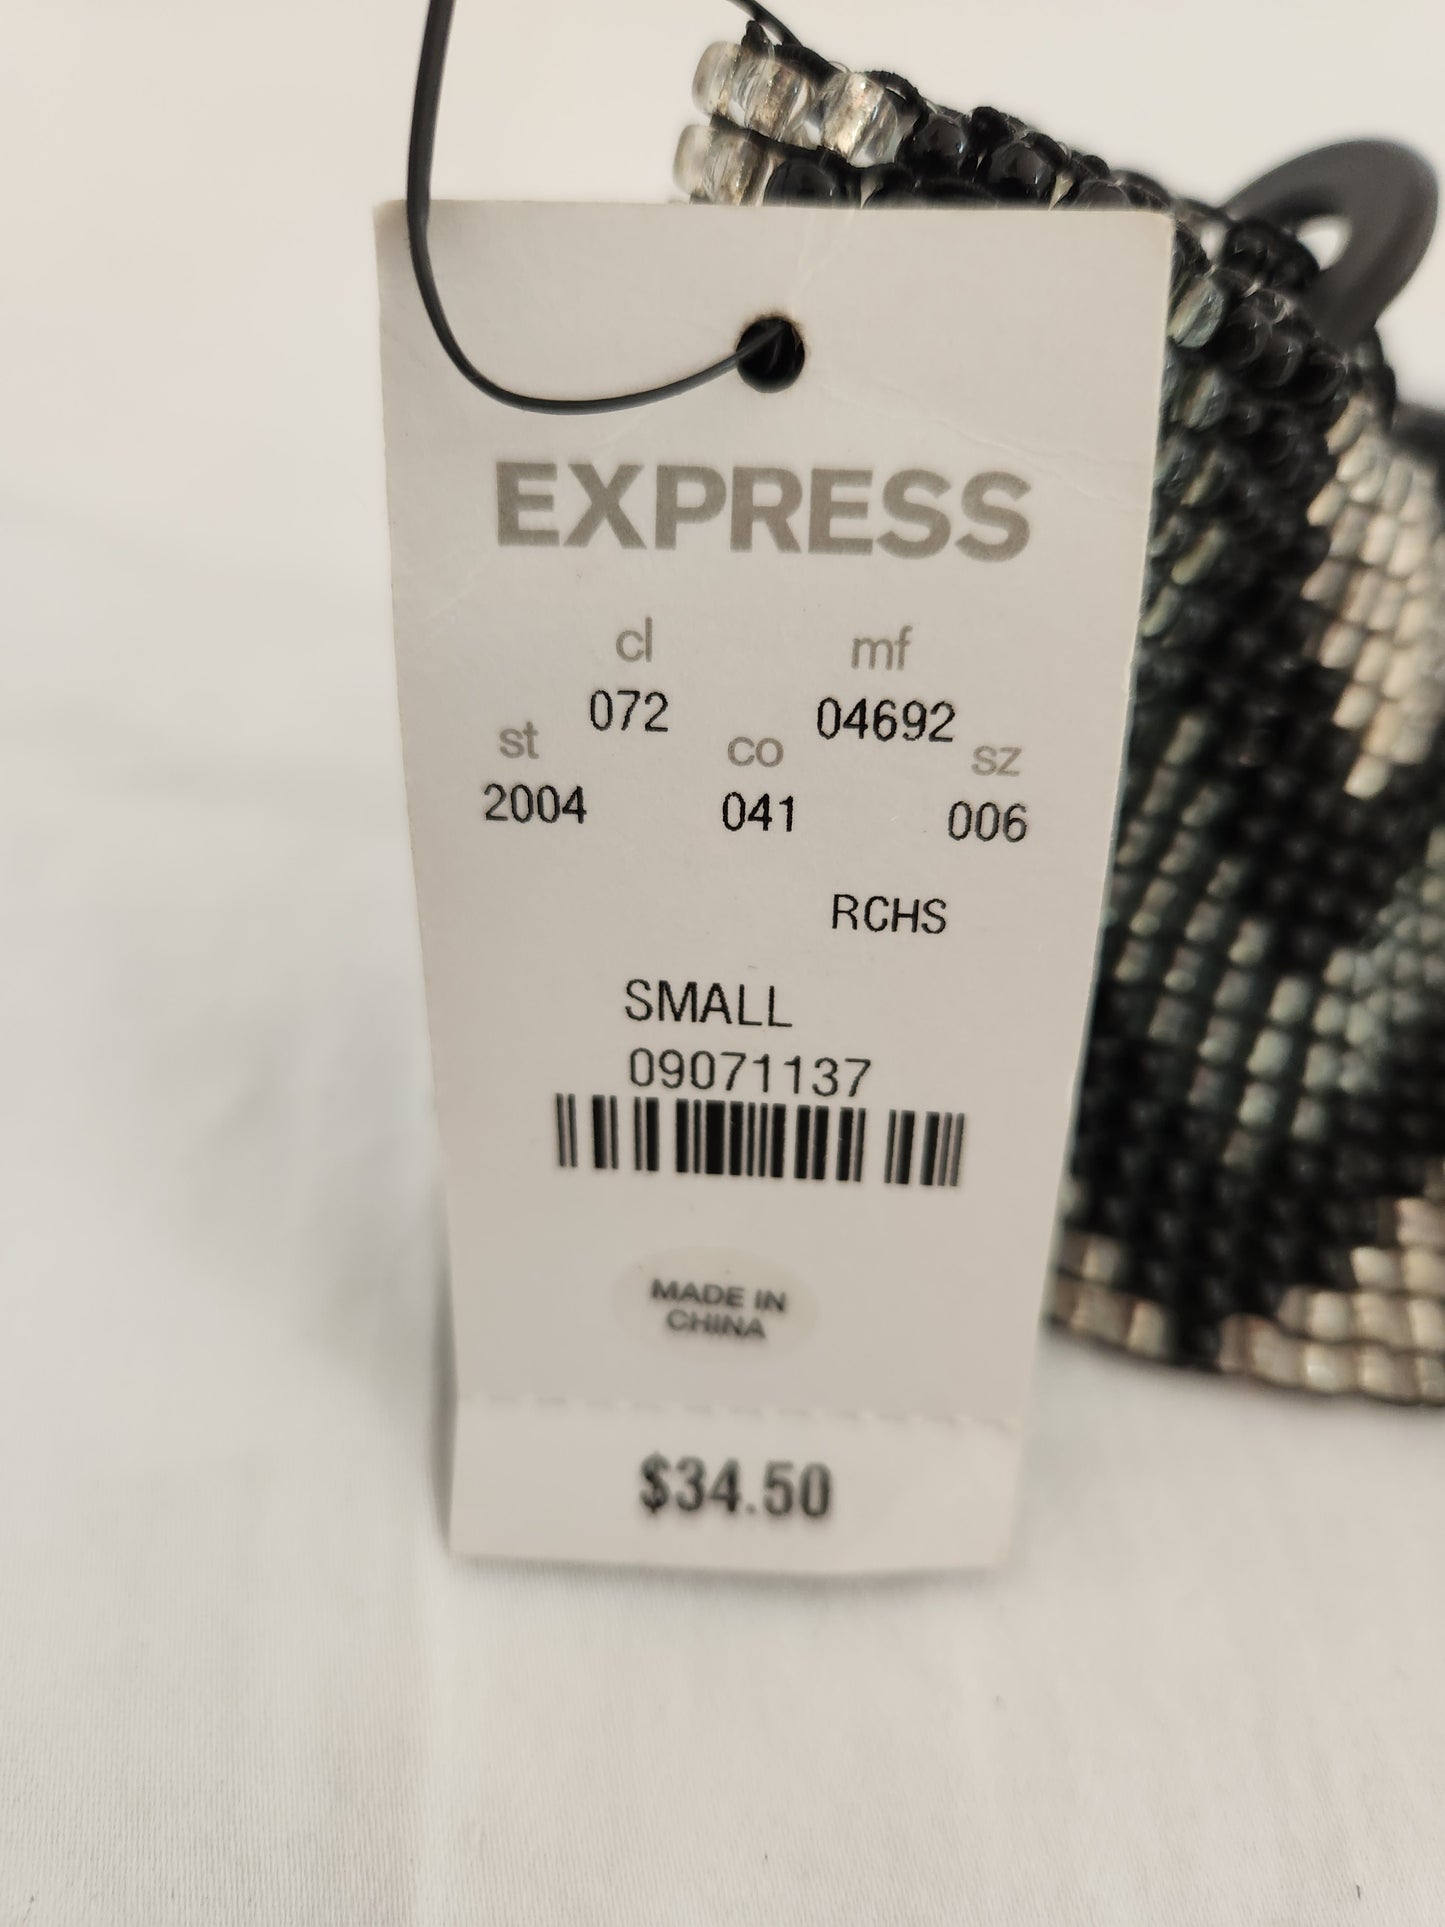 EXPRESS
cl mf
072 04692
st co sz
2004 041 006
RCHS
SMALL
09071137
MADE IN
CHINA
$34.50